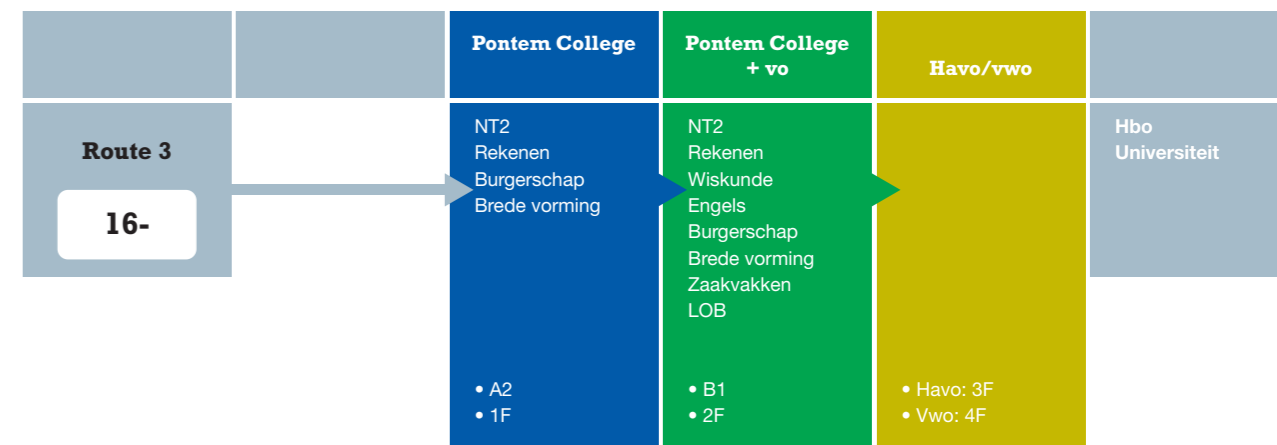 Pontem College
Pontem College
+ vo
Havo/vwo
Route 3
16-
NT2
Rekenen
Burgerschap
Brede vorming
• A2
• 1F
NT2
Rekenen
Wiskunde
Engels
Burgerschap
Brede vorming
Zaakvakken
LOB
• B1
• 2F
• Havo: 3F
• Vwo: 4F
Hbo
Universiteit